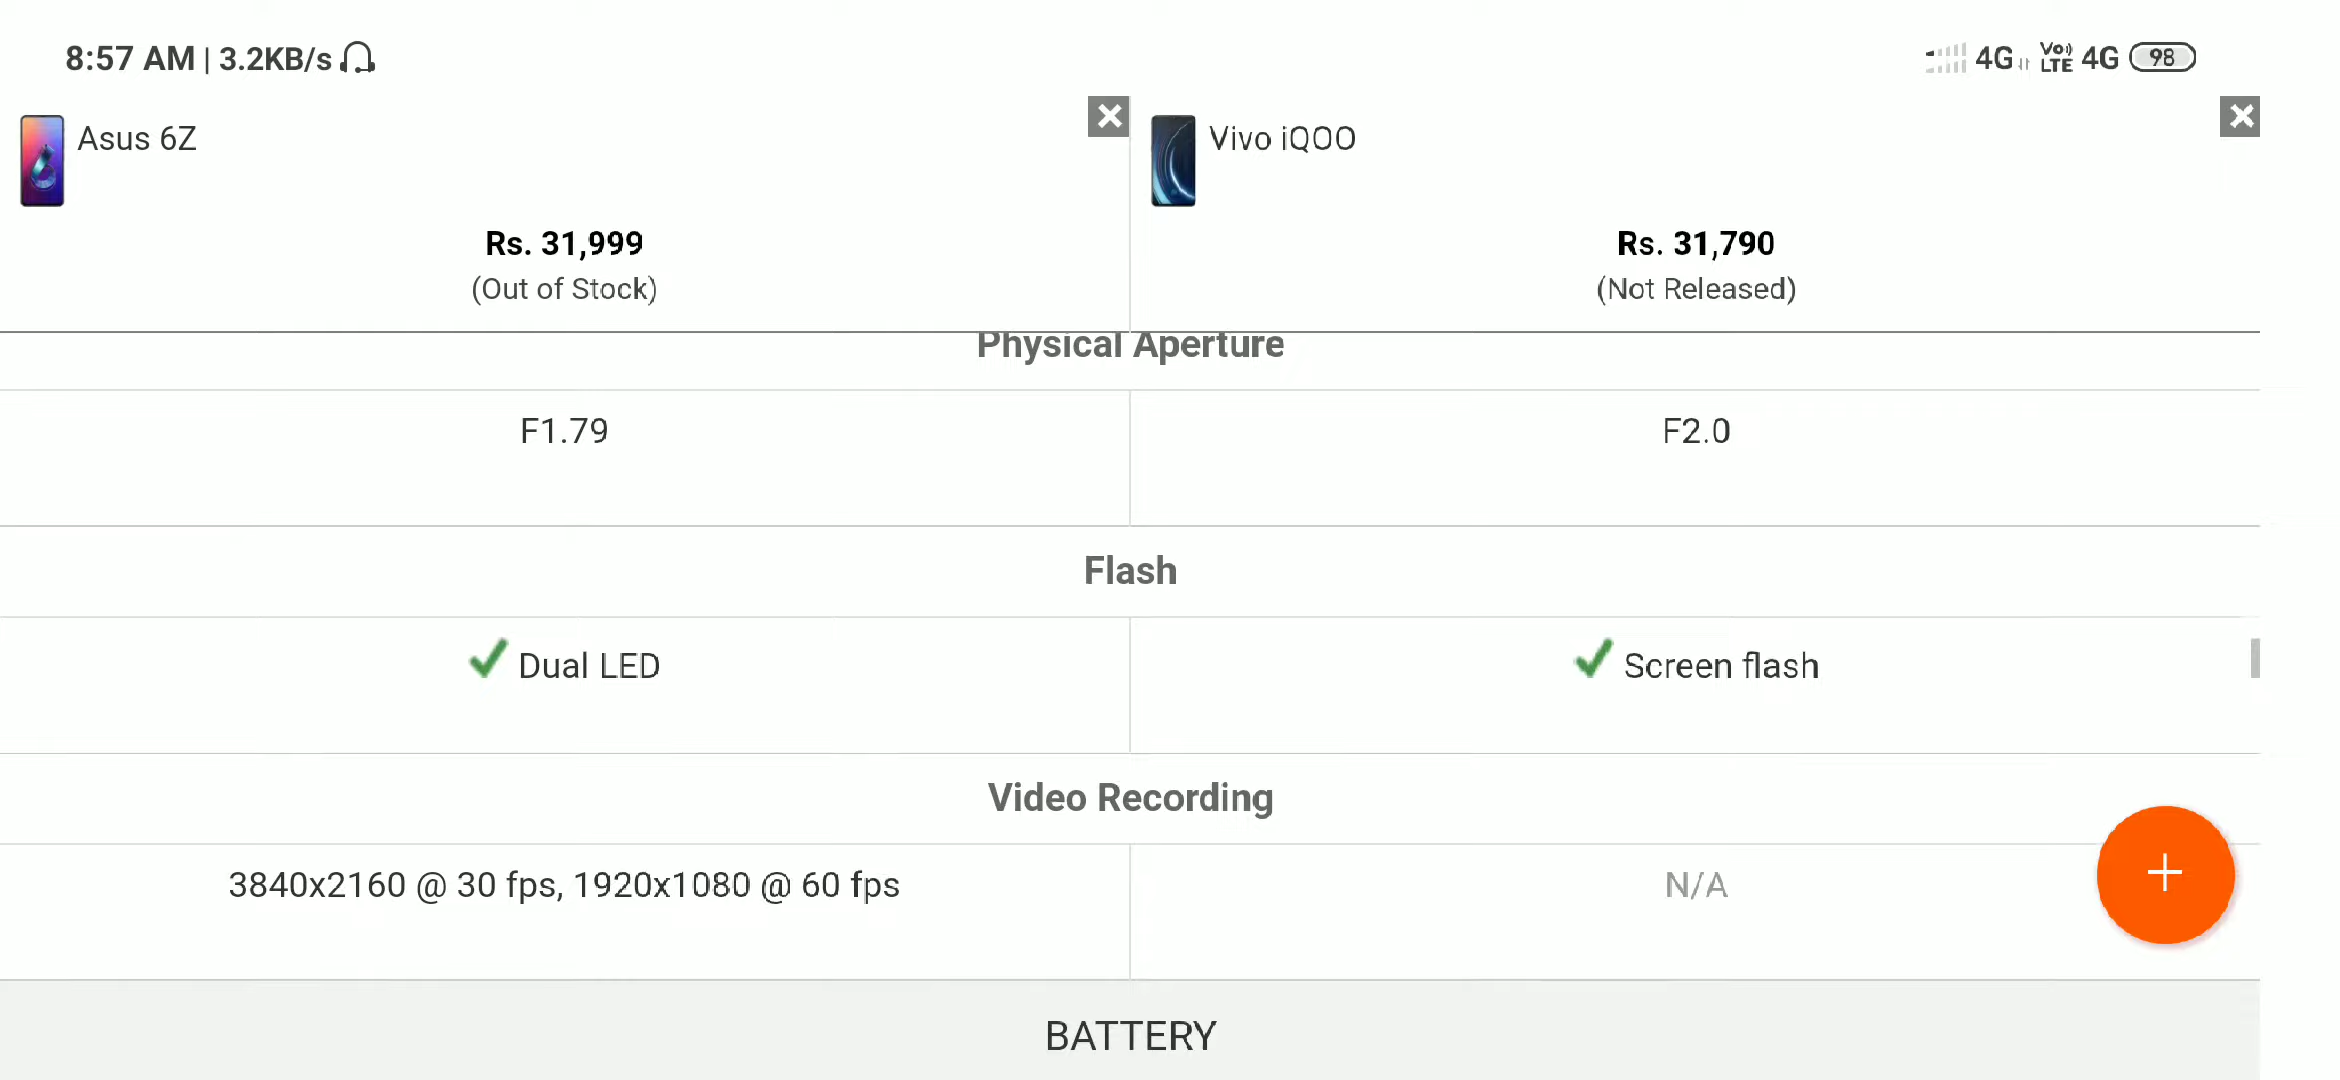 8:57 AM | 3.2KB/s
4G Vo) LTE 4G 98
Asus 6Z
Vivo iQOO
Rs. 31,999
Rs. 31,790
(Out of Stock)
(Not Released)
Physical Aperture
F1.79
F2.0
Flash
Dual LED
Screen flash
Video Recording
3840x2160 @ 30 fps, 1920x1080 @ 60 fps
N/A
BATTERY